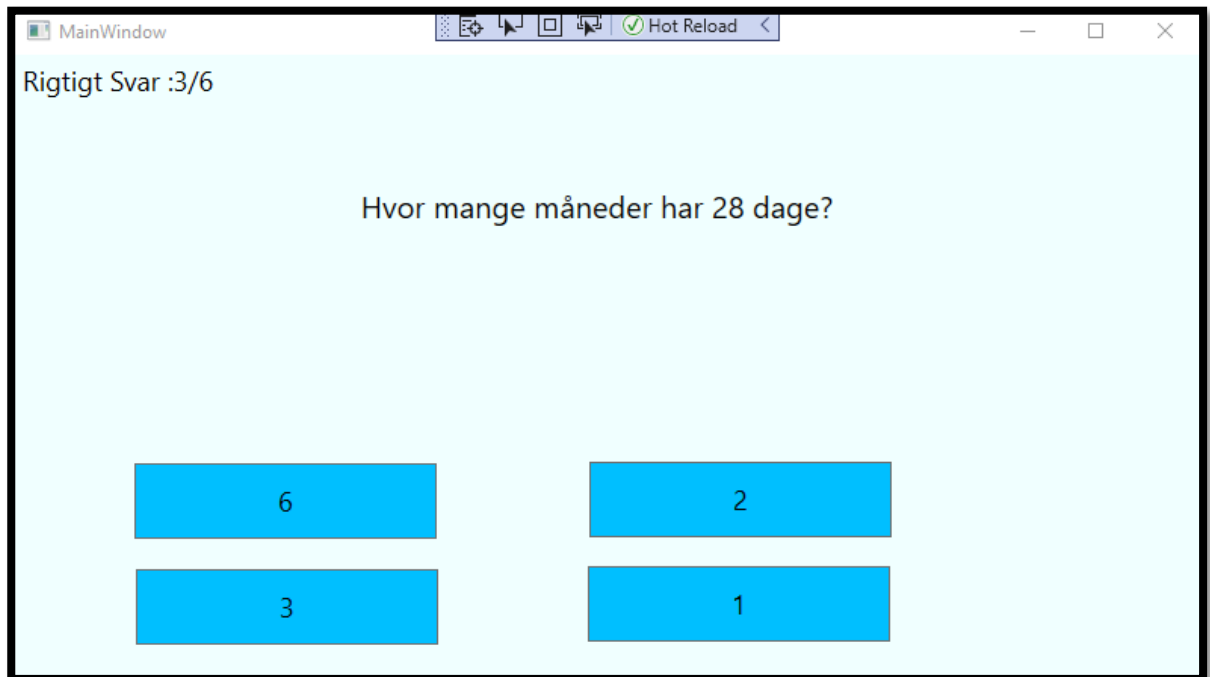 MainWindow
Hot Reload
Rigtigt Svar :3/6
Hvor mange måneder har 28 dage?
6
2
3
1